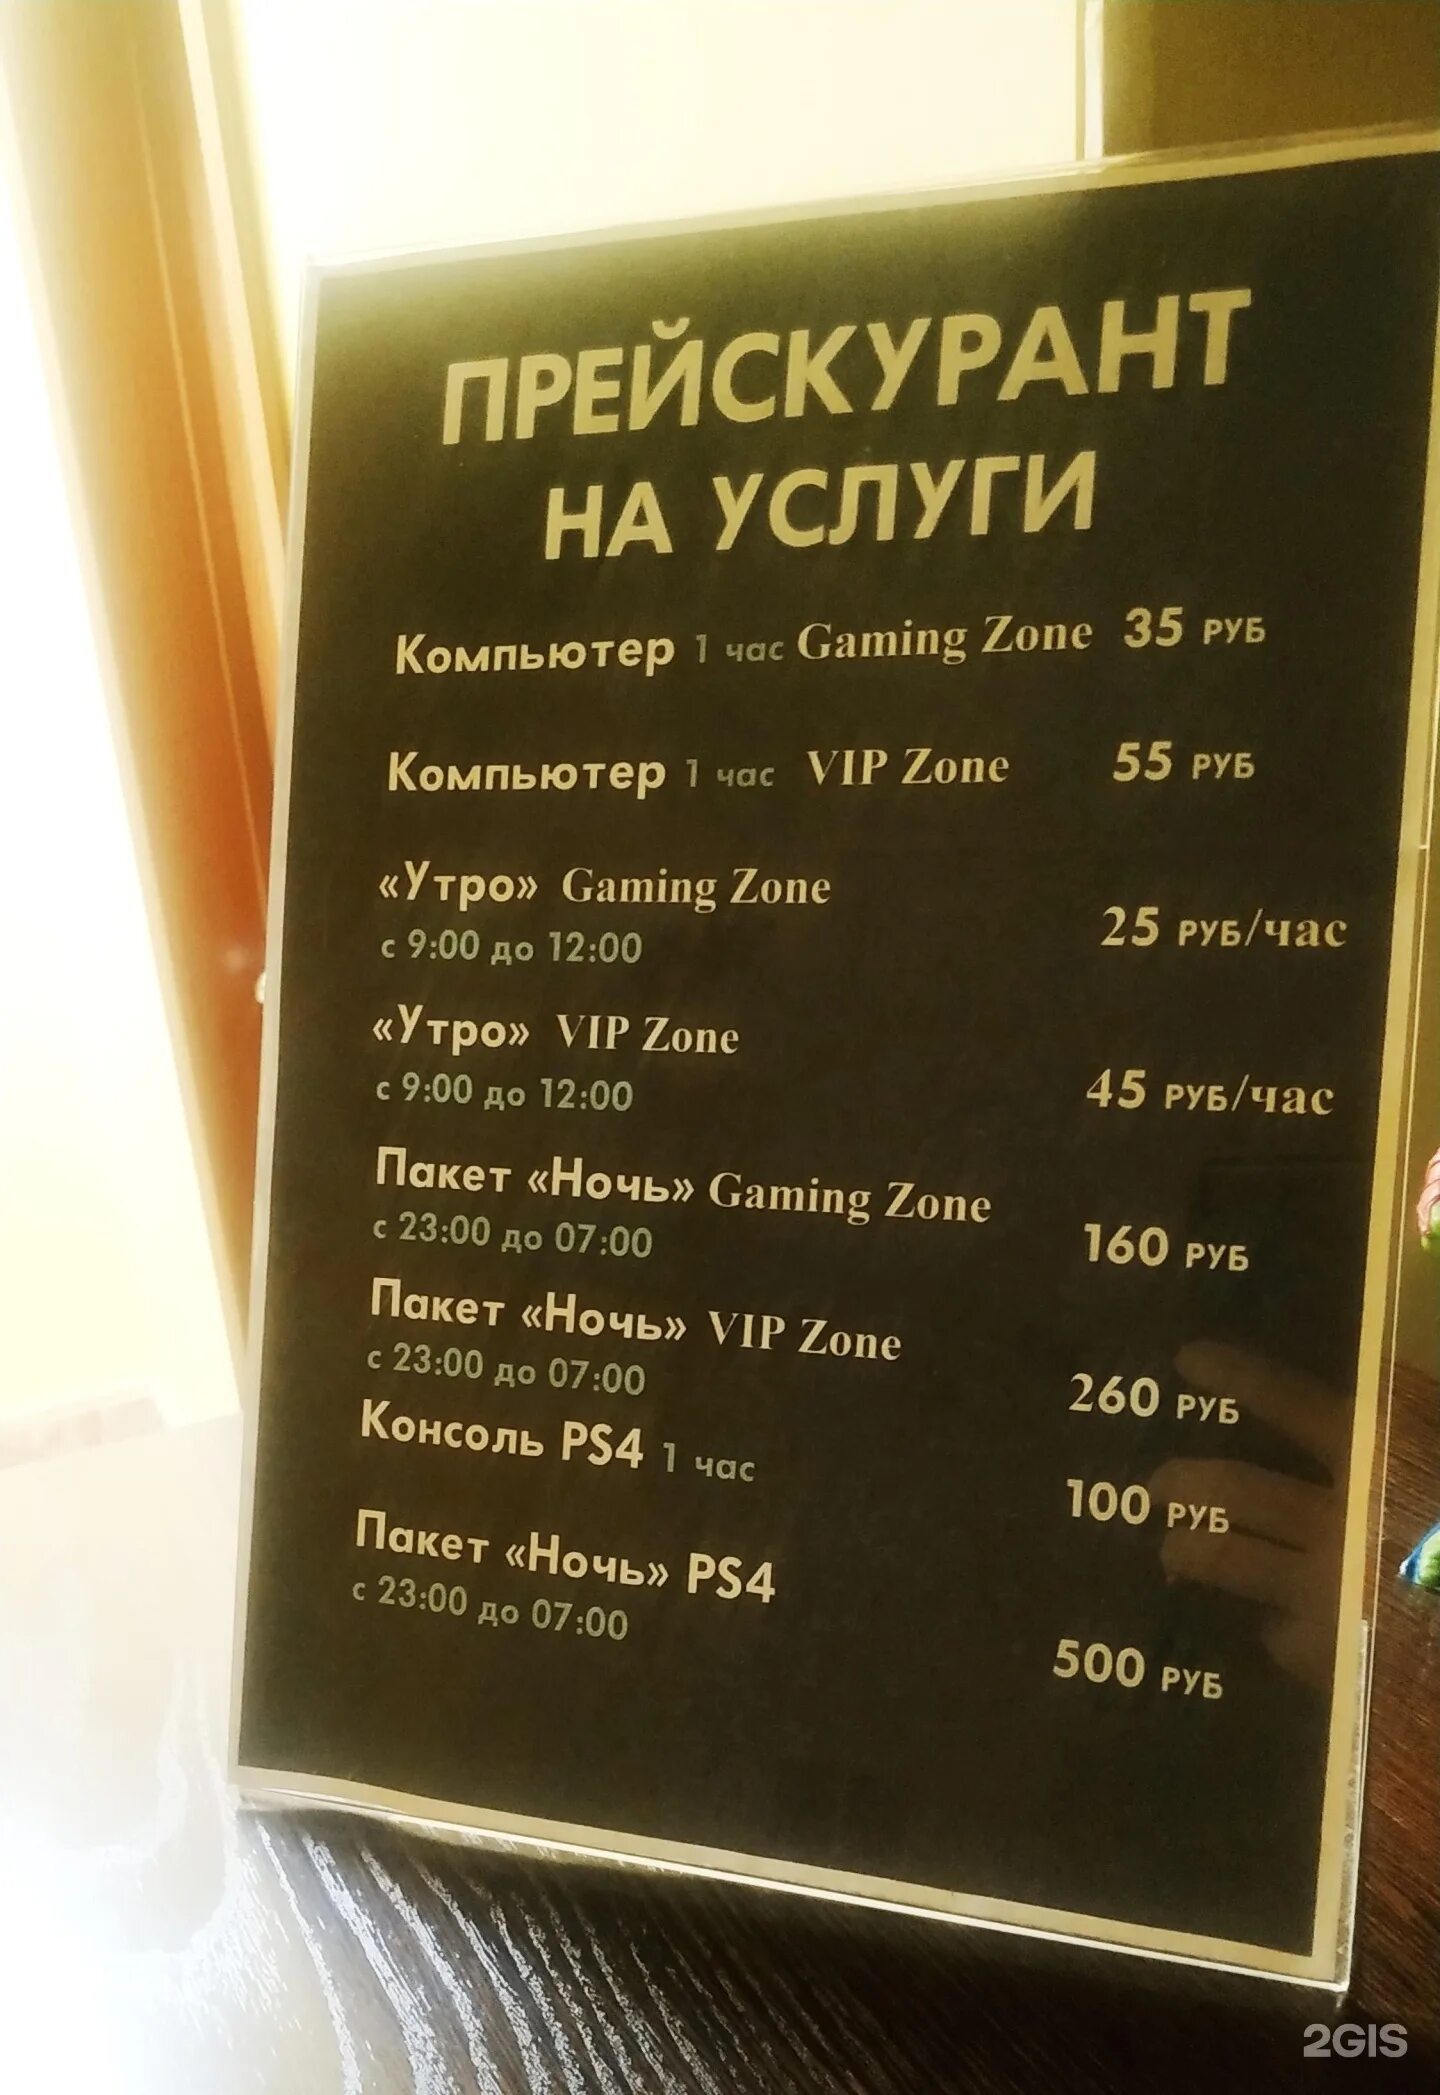 ПРЕЙСКУРАНТ
НА УСЛУГИ
Компьютер 1 час Gaming Zone 35 РУБ
Компьютер 1 час VIP Zone 55 РУБ
«Утро» Gaming Zone
с 9:00 до 12:00
25 РУБ/час
«Утро» VIP Zone
с 9:00 до 12:00
45 РУБ/час
Пакет «Ночь» Gaming Zone
с 23:00 до 07:00
160 РУБ
Пакет «Ночь» VIP Zone
с 23:00 до 07:00
260 РУБ
Консоль PS4 1 час
100 РУБ
Пакет «Ночь» PS4
с 23:00 до 07:00
500 РУБ
2GIS